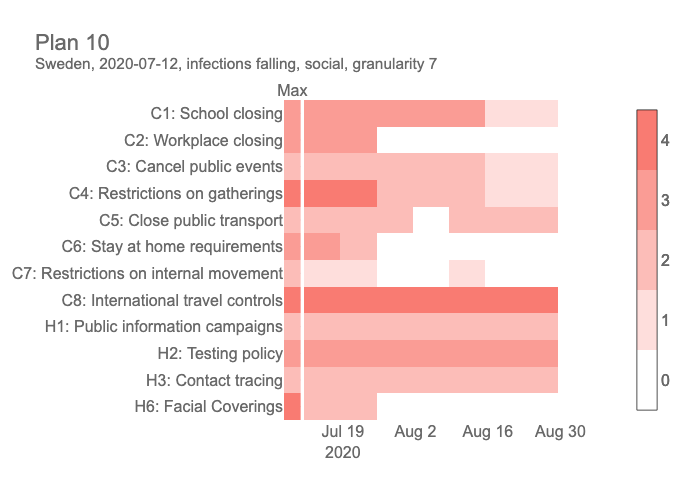 Plan 10
Sweden, 2020-07-12, infections falling, social, granularity 7
Max
C1: School closing
C2: Workplace closing
C3: Cancel public events
C4: Restrictions on gatherings
C5: Close public transport
C6: Stay at home requirements
C7: Restrictions on internal movement
C8: International travel controls
H1: Public information campaigns
H2: Testing policy
H3: Contact tracing
H6: Facial Coverings
Jul 19 Aug 2 Aug 16 Aug 30
2020
4
3
2
1
0